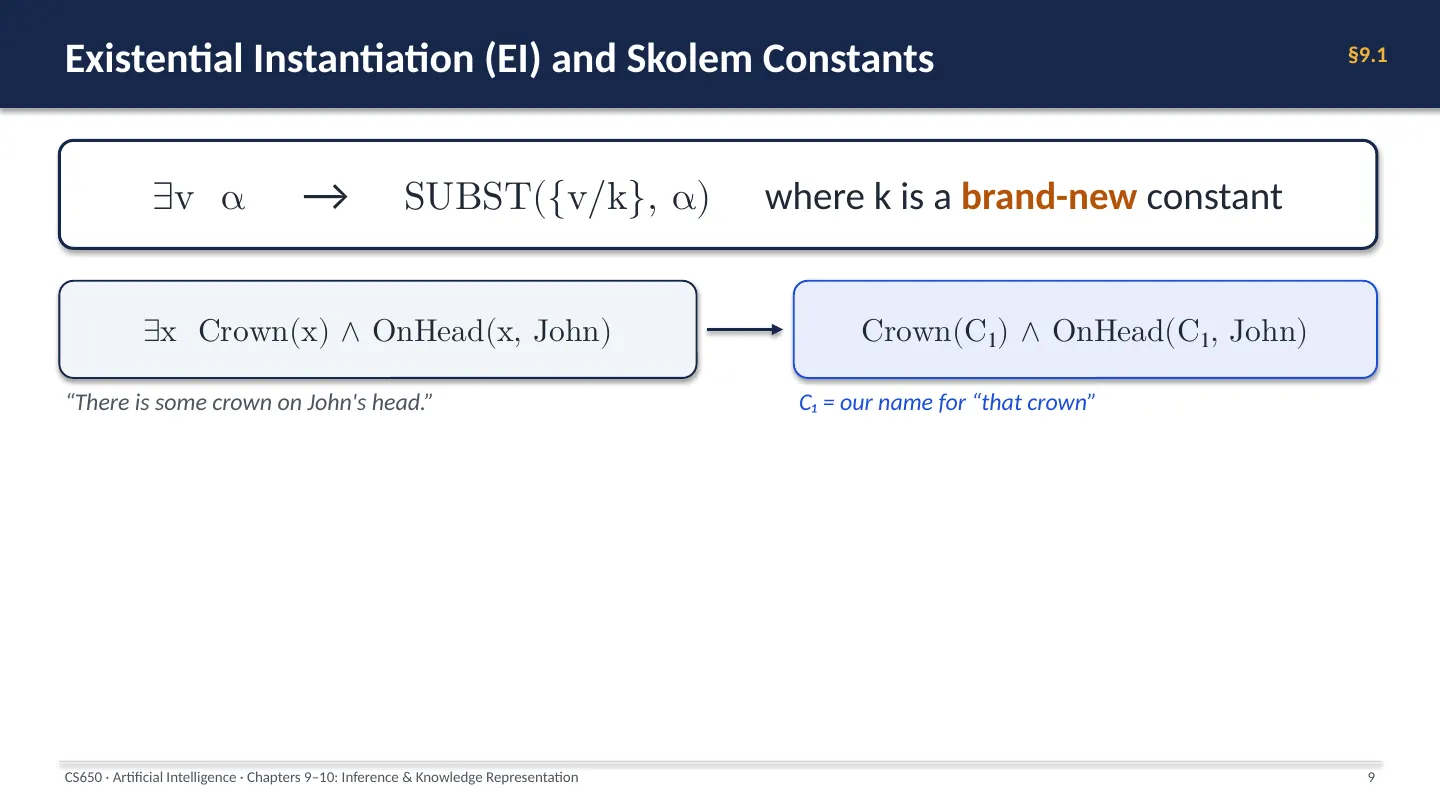 Existential Instantiation (EI) and Skolem Constants
§9.1
∃v α → SUBST({v/k}, α) where k is a brand-new constant
∃x Crown(x) ∧ OnHead(x, John)
Crown(C₁) ∧ OnHead(C₁, John)
“There is some crown on John's head.”
C₁ = our name for “that crown”
CS650 · Artificial Intelligence · Chapters 9–10: Inference & Knowledge Representation
9